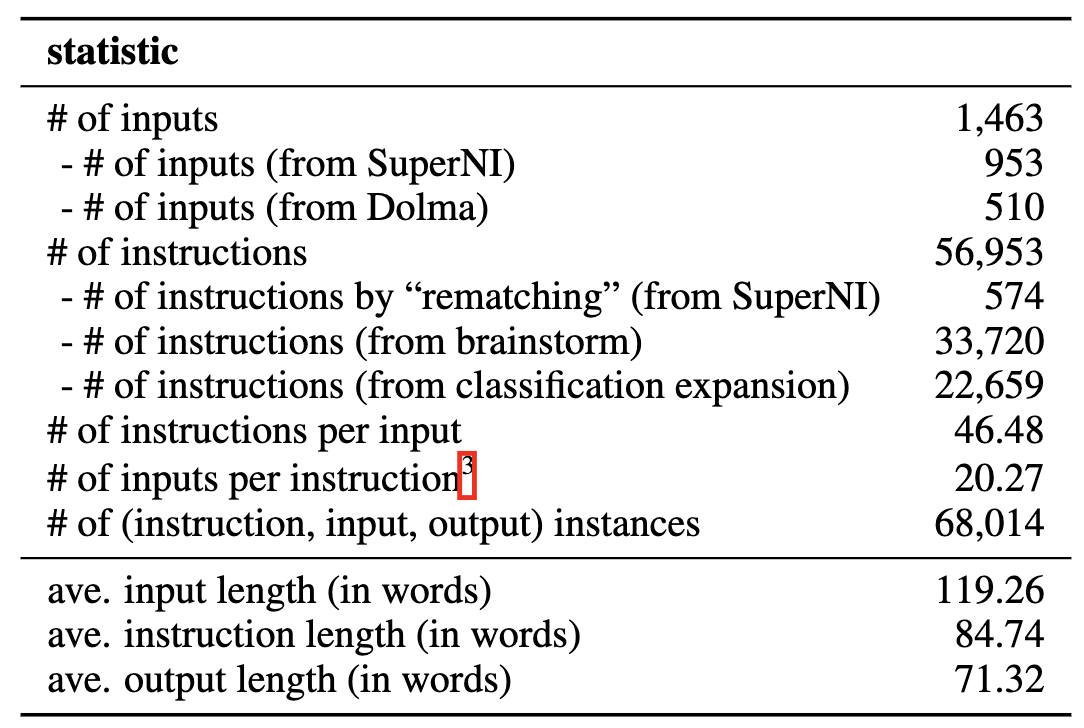 statistic
# of inputs 1,463
- # of inputs (from SuperNI) 953
- # of inputs (from Dolma) 510
# of instructions 56,953
- # of instructions by “rematching” (from SuperNI) 574
- # of instructions (from brainstorm) 33,720
- # of instructions (from classification expansion) 22,659
# of instructions per input 46.48
# of inputs per instruction3 20.27
# of (instruction, input, output) instances 68,014
ave. input length (in words) 119.26
ave. instruction length (in words) 84.74
ave. output length (in words) 71.32